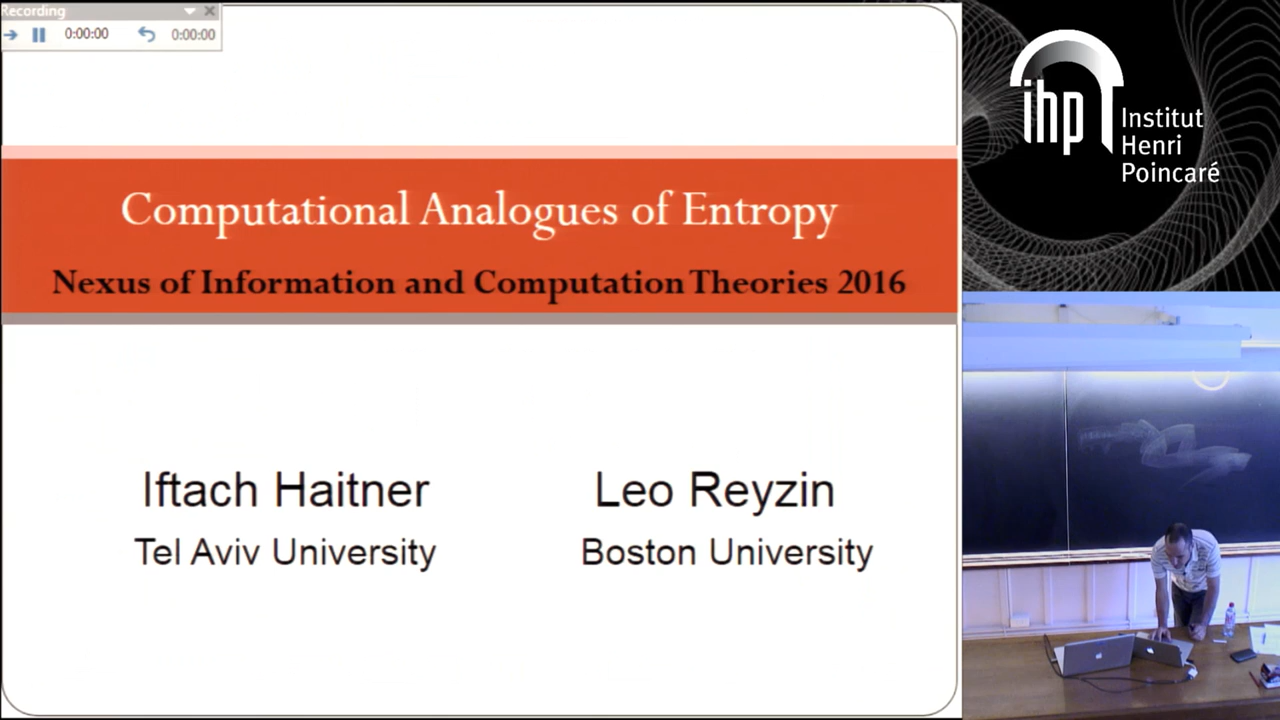 Recording
0:00:00
0:00:00
Computational Analogues of Entropy
Nexus of Information and Computation Theories 2016
Iftach Haitner
Leo Reyzin
Tel Aviv University
Boston University
ihp
Institut
Henri
Poincaré